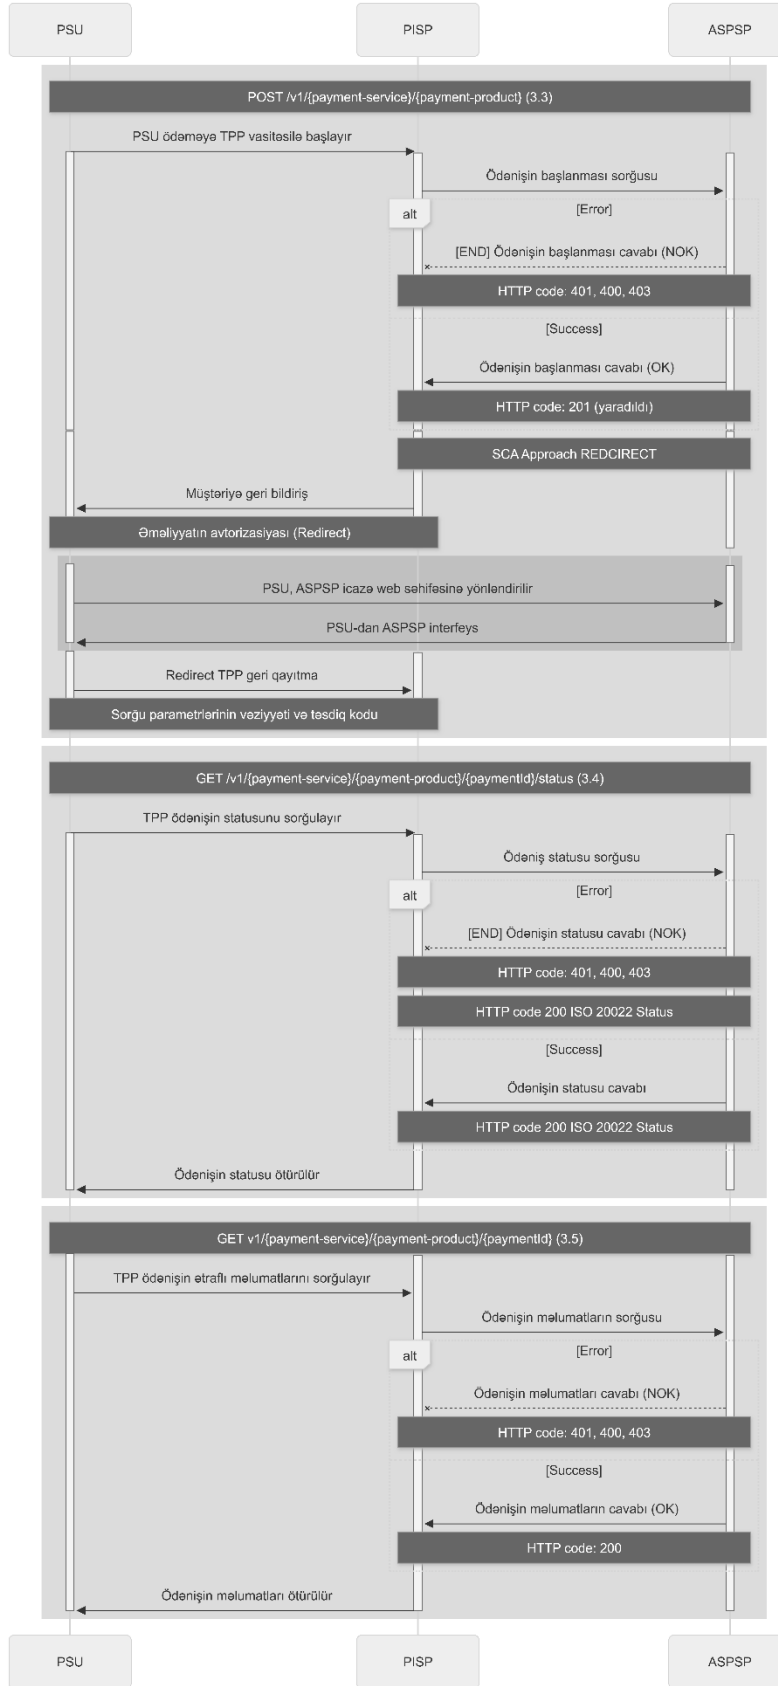 PSU PISP ASPSP
POST /v1/{payment-service}/{payment-product} (3.3)
PSU ödəməyə TPP vasitəsilə başlayır
Ödənişin başlanması sorğusu
alt
[Error]
[END] Ödənişin başlanması cavabı (NOK)
HTTP code: 401, 400, 403
[Success]
Ödənişin başlanması cavabı (OK)
HTTP code: 201 (yaradıldı)
SCA Approach REDCIRECT
Müştəriyə geri bildiriş
Əməliyyatın avtorizasiyası (Redirect)
PSU, ASPSP icazə web səhifəsinə yönləndirilir
PSU-dan ASPSP interfeys
Redirect TPP geri qayıtma
Sorğu parametrlərinin vəziyyəti və təsdiq kodu
GET /v1/{payment-service}/{payment-product}/{paymentId}/status (3.4)
TPP ödənişin statusunu sorğulayır
Ödəniş statusu sorğusu
alt
[Error]
[END] Ödənişin statusu cavabı (NOK)
HTTP code: 401, 400, 403
HTTP code 200 ISO 20022 Status
[Success]
Ödənişin statusu cavabı
HTTP code 200 ISO 20022 Status
Ödənişin statusu ötürülür
GET v1/{payment-service}/{payment-product}/{paymentId} (3.5)
TPP ödənişin ətraflı məlumatlarını sorğulayır
Ödənişin məlumatların sorğusu
alt
[Error]
Ödənişin məlumatları cavabı (NOK)
HTTP code: 401, 400, 403
[Success]
Ödənişin məlumatların cavabı (OK)
HTTP code: 200
Ödənişin məlumatları ötürülür
PSU PISP ASPSP